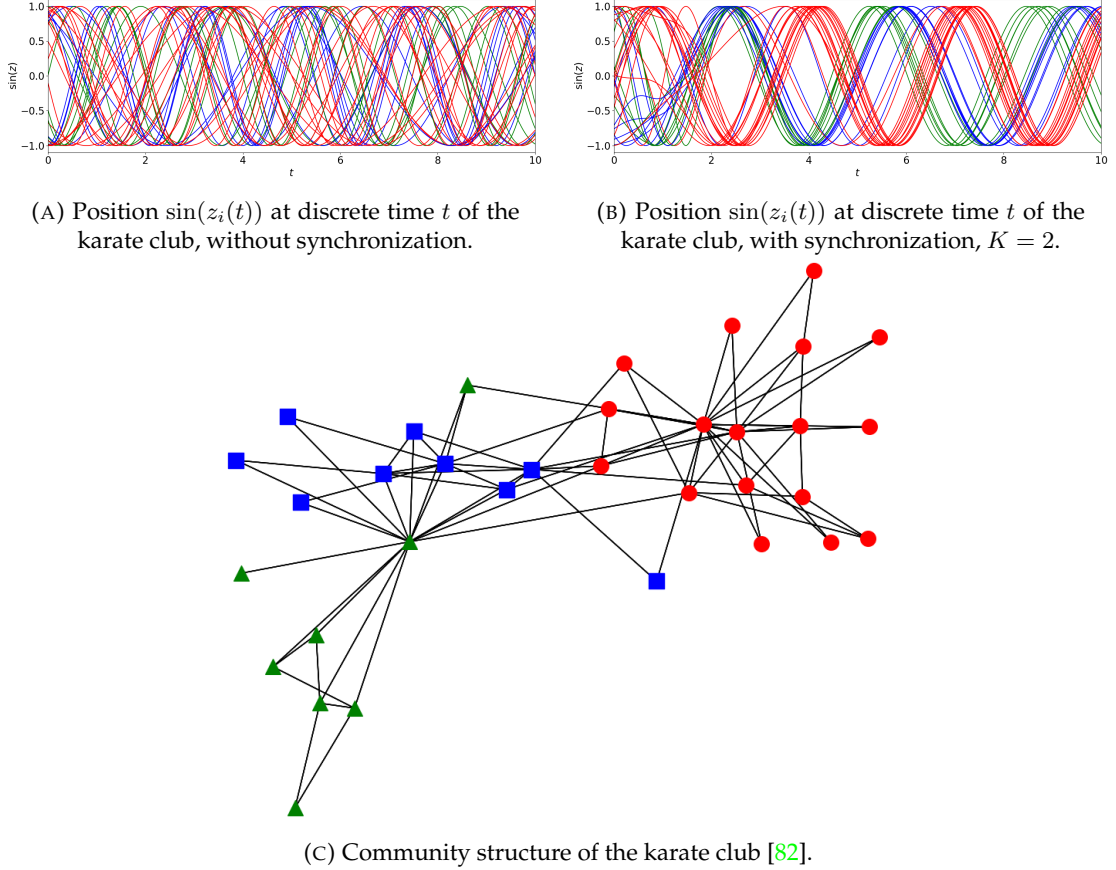 1.0
0.5
0.0
−0.5
−1.0
sin(z)
0 2 4 6 8 10
t
1.0
0.5
0.0
−0.5
−1.0
sin(z)
0 2 4 6 8 10
t
(A) Position sin(z_i(t)) at discrete time t of the
karate club, without synchronization.
(B) Position sin(z_i(t)) at discrete time t of the
karate club, with synchronization, K = 2.
(C) Community structure of the karate club [82].